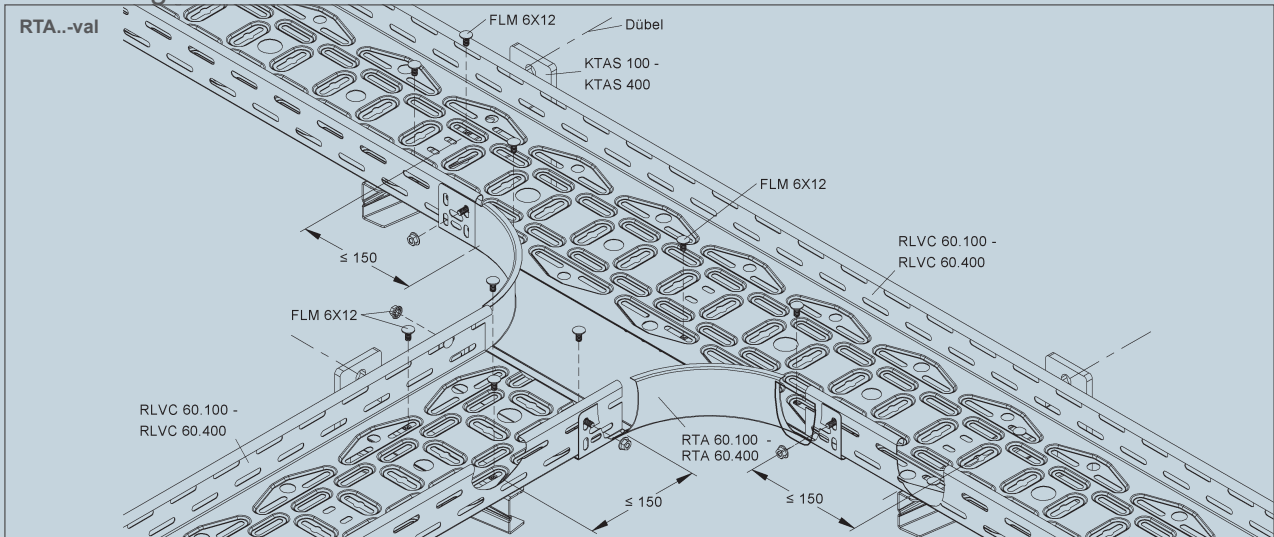 RTA..-val
FLM 6X12
Dübel
KTAS 100 -
KTAS 400
FLM 6X12
RLVC 60.100 -
RLVC 60.400
≤ 150
FLM 6X12
RLVC 60.100 -
RLVC 60.400
RTA 60.100 -
RTA 60.400
≤ 150
≤ 150